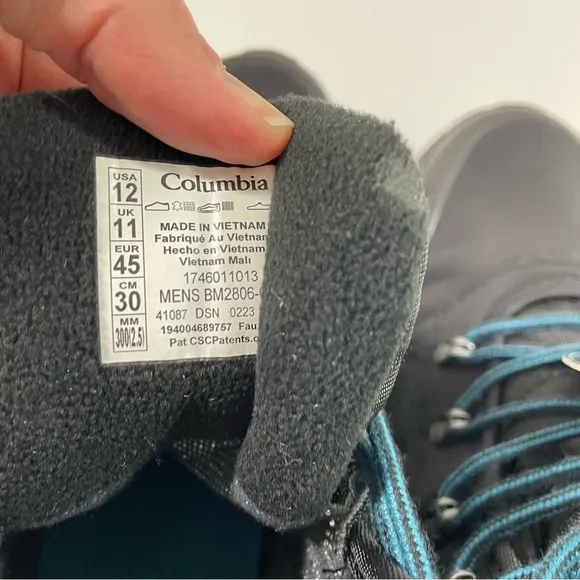 USA
12
UK
11
EUR
45
CM
30
MM
300(2.5)
Columbia
MADE IN VIETNAM
Fabriqué Au Vietnam
Hecho en Vietnam
Vietnam Malı
1746011013
MENS BM2806-
41087 DSN 0223
194004689757
Pat CSCPatents.